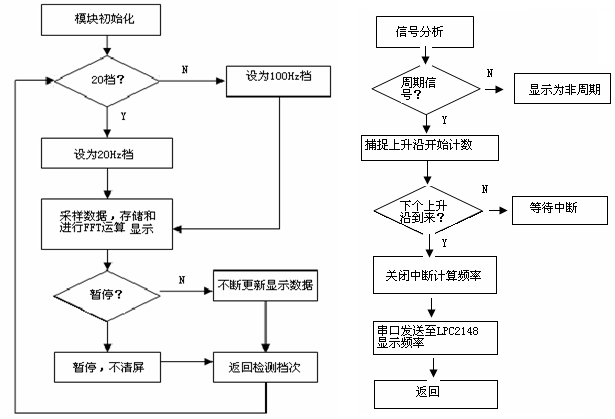 模块初始化
20档？
N
设为100Hz档
Y
设为20Hz档
采样数据，存储和
进行FFT运算 显示
暂停？
N
不断更新显示数据
暂停，不清屏
返回检测档次
信号分析
周期信
号？
N
显示为非周期
Y
捕捉上升沿开始计数
下个上升
沿到来？
N
等待中断
Y
关闭中断计算频率
串口发送至LPC2148
显示频率
返回